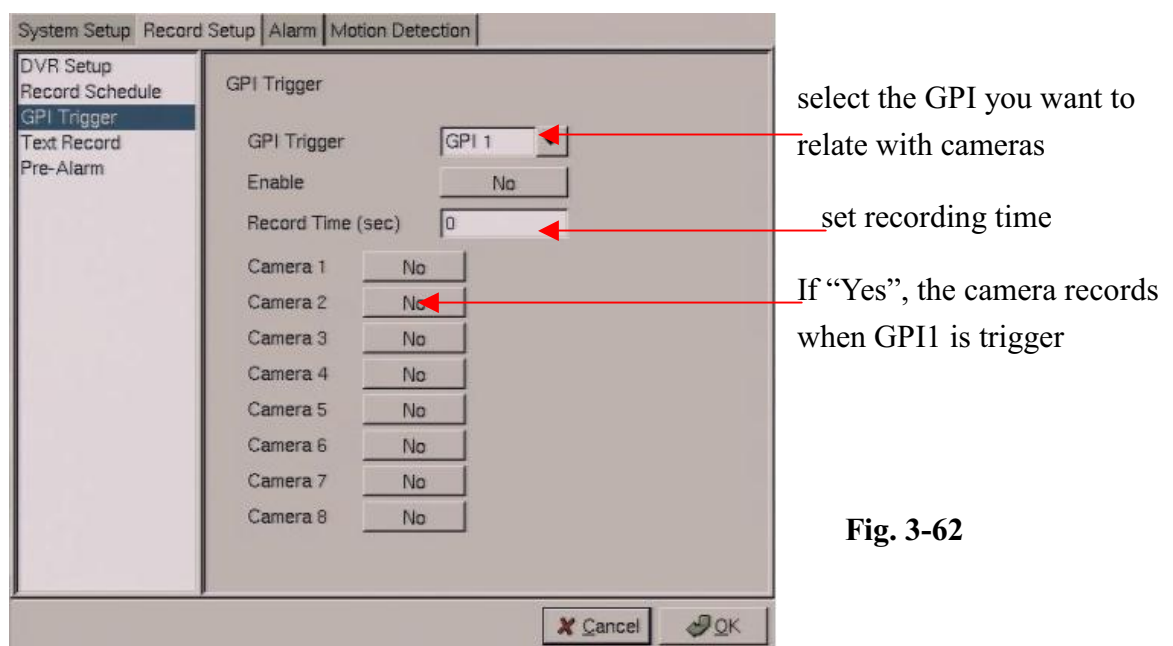 System Setup Record Setup Alarm Motion Detection
DVR Setup
Record Schedule
GPI Trigger
Text Record
Pre-Alarm
GPI Trigger
GPI Trigger GPI 1
Enable No
Record Time (sec) 0
Camera 1 No
Camera 2 No
Camera 3 No
Camera 4 No
Camera 5 No
Camera 6 No
Camera 7 No
Camera 8 No
Cancel OK
select the GPI you want to
relate with cameras
set recording time
If “Yes”, the camera records
when GPI1 is trigger
Fig. 3-62